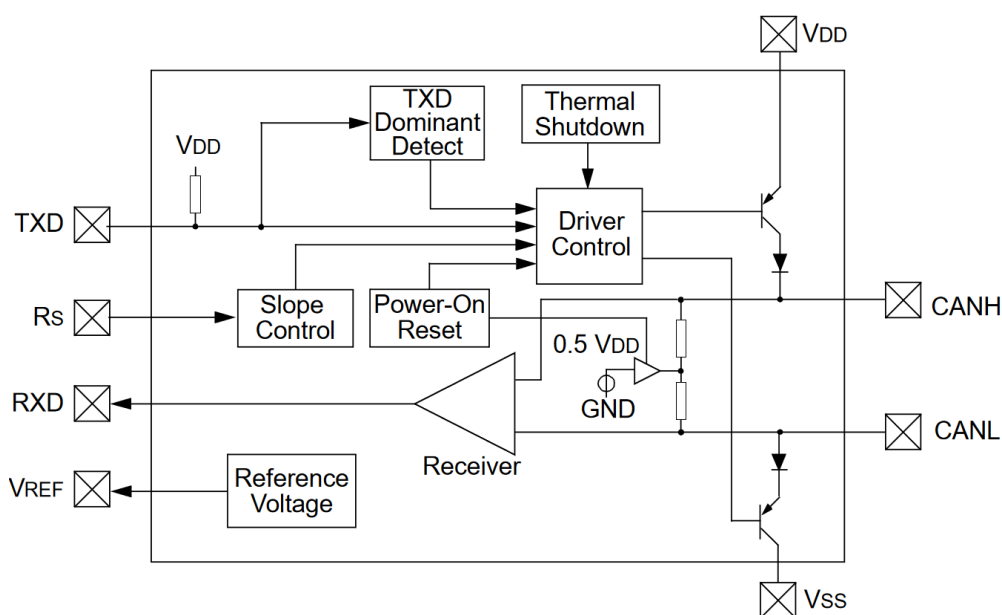 VDD
TXD
Dominant
Detect
Thermal
Shutdown
VDD
TXD
Driver
Control
RS
Slope
Control
Power-On
Reset
CANH
0.5 VDD
GND
RXD
CANL
Receiver
VREF
Reference
Voltage
VSS